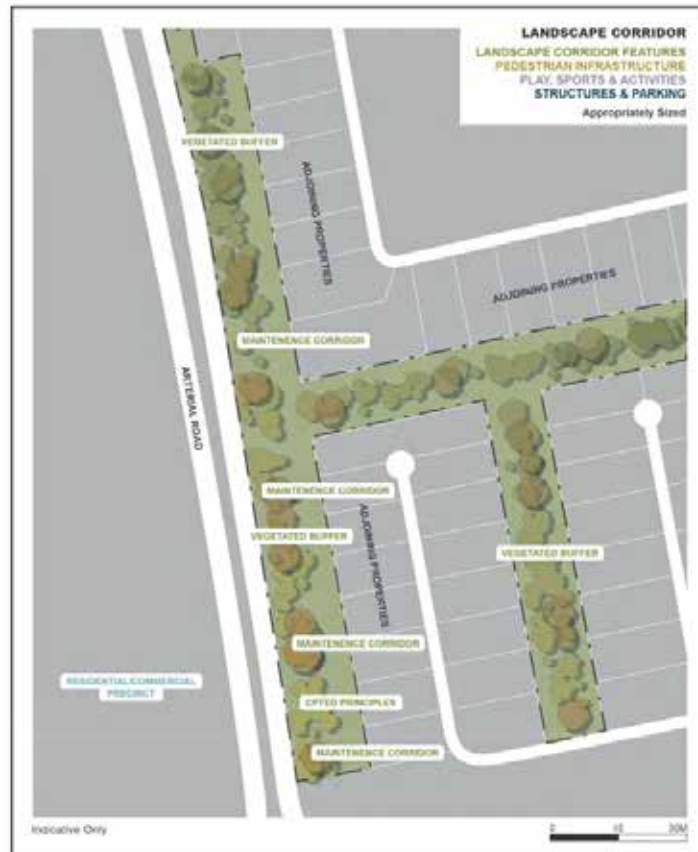 LANDSCAPE CORRIDOR
LANDSCAPE CORRIDOR FEATURES
PEDESTRIAN INFRASTRUCTURE
PLAY, SPORTS & ACTIVITIES
STRUCTURES & PARKING
Appropriately Sized
VEGETATED BUFFER
ADJOINING PROPERTIES
ADJOINING PROPERTIES
MAINTENENCE CORRIDOR
ARTERIAL ROAD
MAINTENENCE CORRIDOR
ADJOINING PROPERTIES
VEGETATED BUFFER
VEGETATED BUFFER
MAINTENENCE CORRIDOR
RESIDENTIAL/COMMERCIAL
PRECINCT
CPTED PRINCIPLES
MAINTENENCE CORRIDOR
Indicative Only
0 10 20M